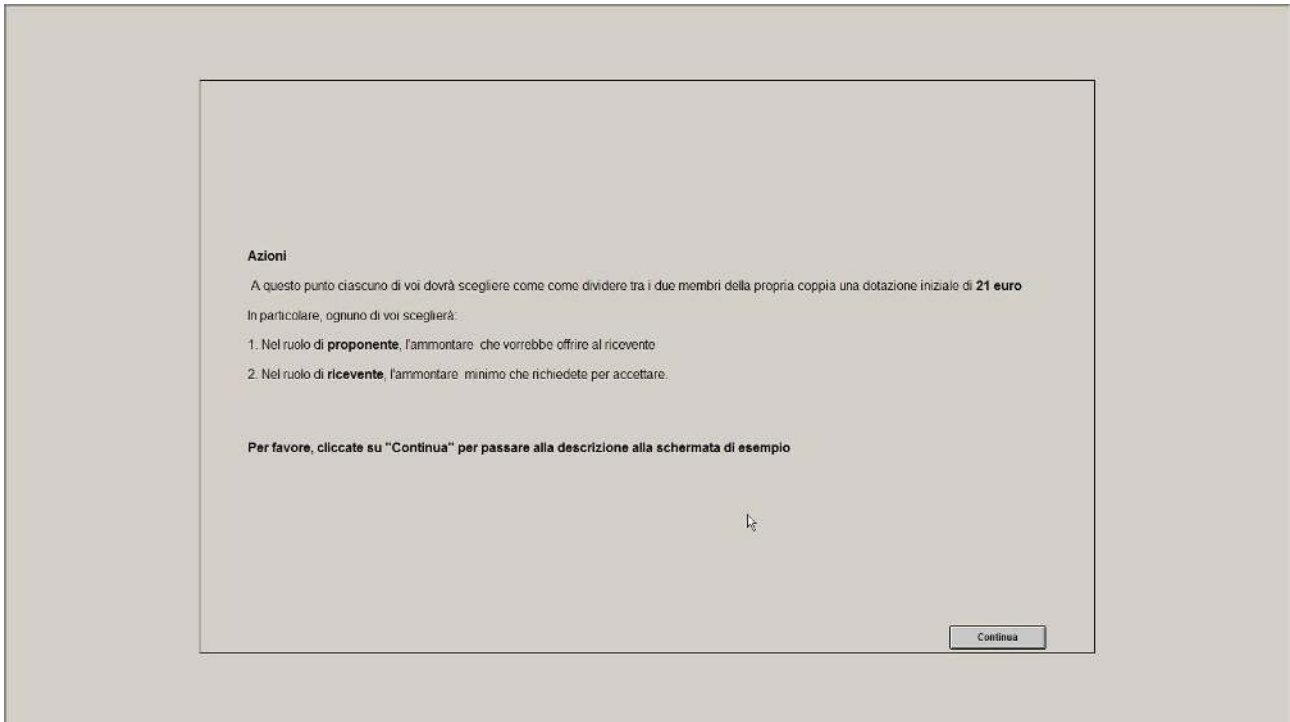 Azioni
A questo punto ciascuno di voi dovrà scegliere come come dividere tra i due membri della propria coppia una dotazione iniziale di 21 euro
In particolare, ognuno di voi sceglierà:
1. Nel ruolo di proponente, l'ammontare che vorrebbe offrire al ricevente
2. Nel ruolo di ricevente, l'ammontare minimo che richiedete per accettare.
Per favore, cliccate su "Continua" per passare alla descrizione alla schermata di esempio
Continua